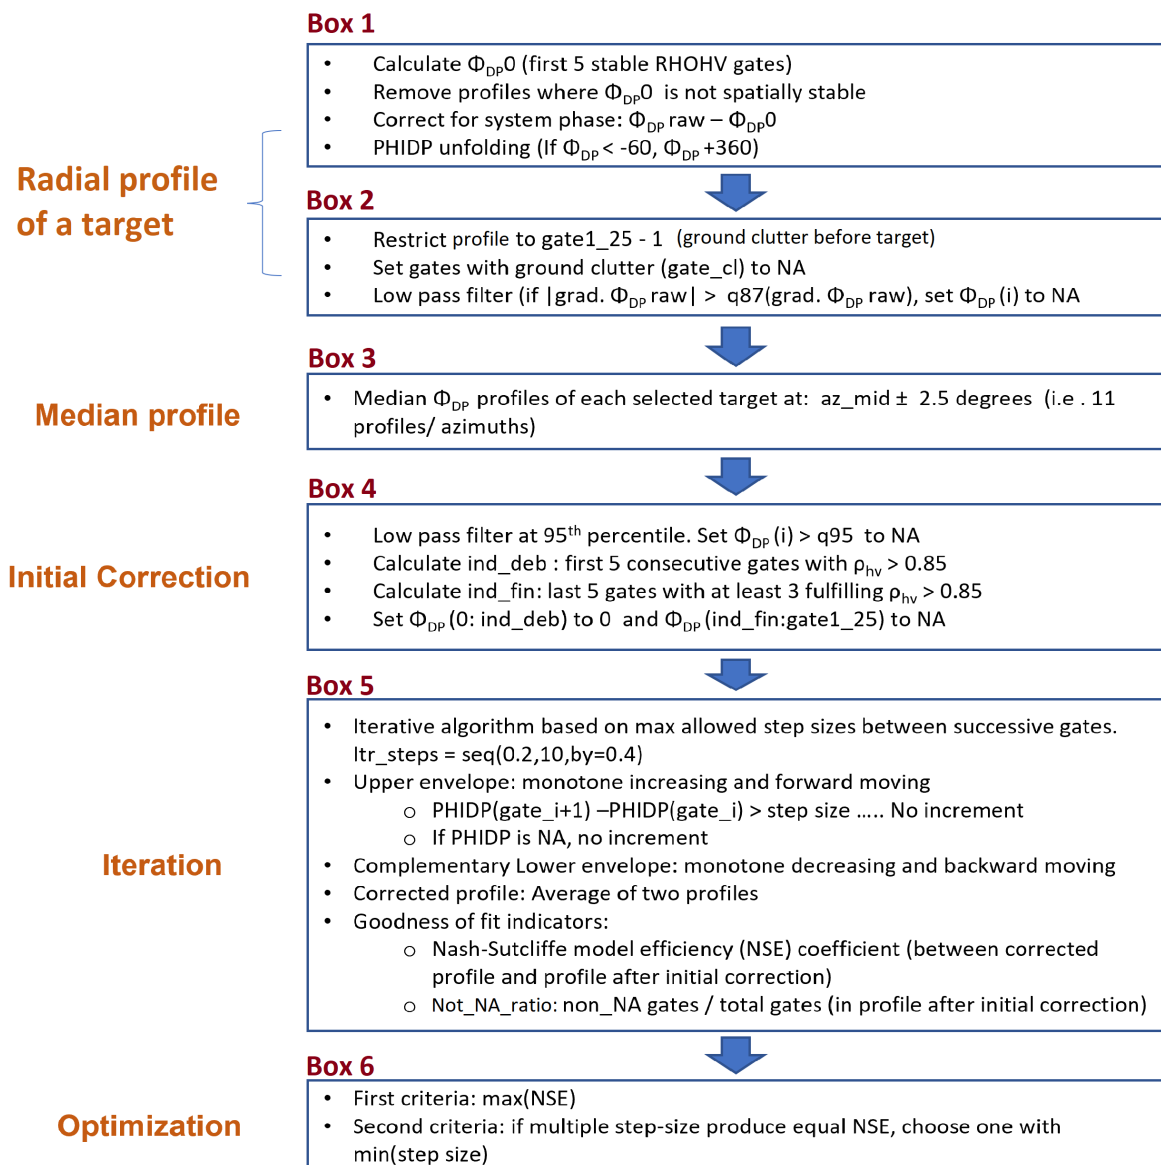 Box 1
• Calculate ΦDP0 (first 5 stable RHOHV gates)
• Remove profiles where ΦDP0 is not spatially stable
• Correct for system phase: ΦDP raw – ΦDP0
• PHIDP unfolding (If ΦDP < -60, ΦDP +360)
Radial profile
of a target
Box 2
• Restrict profile to gate1_25 - 1 (ground clutter before target)
• Set gates with ground clutter (gate_cl) to NA
• Low pass filter (if |grad. ΦDP raw| > q87(grad. ΦDP raw), set ΦDP (i) to NA
Box 3
Median profile
• Median ΦDP profiles of each selected target at: az_mid ± 2.5 degrees (i.e . 11
profiles/ azimuths)
Box 4
Initial Correction
• Low pass filter at 95th percentile. Set ΦDP (i) > q95 to NA
• Calculate ind_deb : first 5 consecutive gates with ρhv > 0.85
• Calculate ind_fin: last 5 gates with at least 3 fulfilling ρhv > 0.85
• Set ΦDP (0: ind_deb) to 0 and ΦDP (ind_fin:gate1_25) to NA
Box 5
Iteration
• Iterative algorithm based on max allowed step sizes between successive gates.
Itr_steps = seq(0.2,10,by=0.4)
• Upper envelope: monotone increasing and forward moving
o PHIDP(gate_i+1) –PHIDP(gate_i) > step size ..... No increment
o If PHIDP is NA, no increment
• Complementary Lower envelope: monotone decreasing and backward moving
• Corrected profile: Average of two profiles
• Goodness of fit indicators:
o Nash-Sutcliffe model efficiency (NSE) coefficient (between corrected
profile and profile after initial correction)
o Not_NA_ratio: non_NA gates / total gates (in profile after initial correction)
Box 6
Optimization
• First criteria: max(NSE)
• Second criteria: if multiple step-size produce equal NSE, choose one with
min(step size)